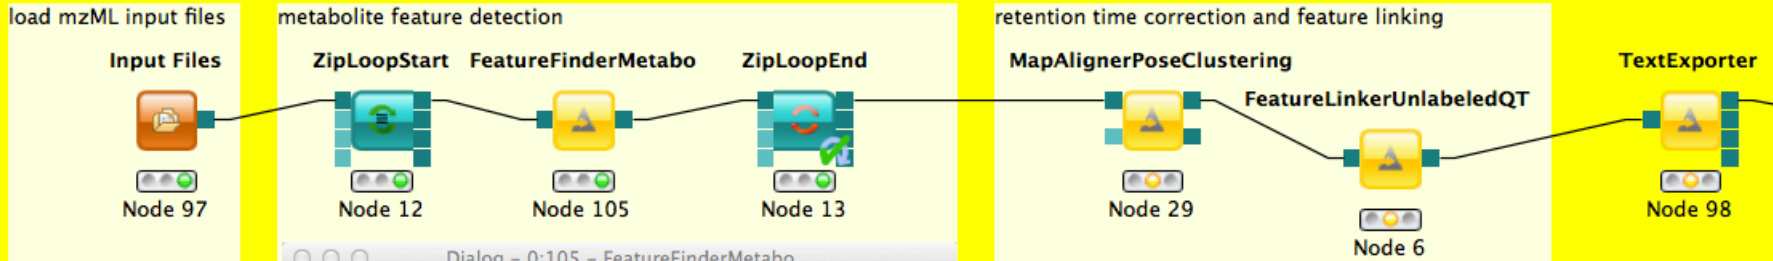 load mzML input files
metabolite feature detection
retention time correction and feature linking
Input Files
ZipLoopStart
FeatureFinderMetabo
ZipLoopEnd
MapAlignerPoseClustering
TextExporter
FeatureLinkerUnlabeledQT
Node 97
Node 12
Node 105
Node 13
Node 29
Node 98
Node 6
Dialog - 0:105 - FeatureFinderMetabo